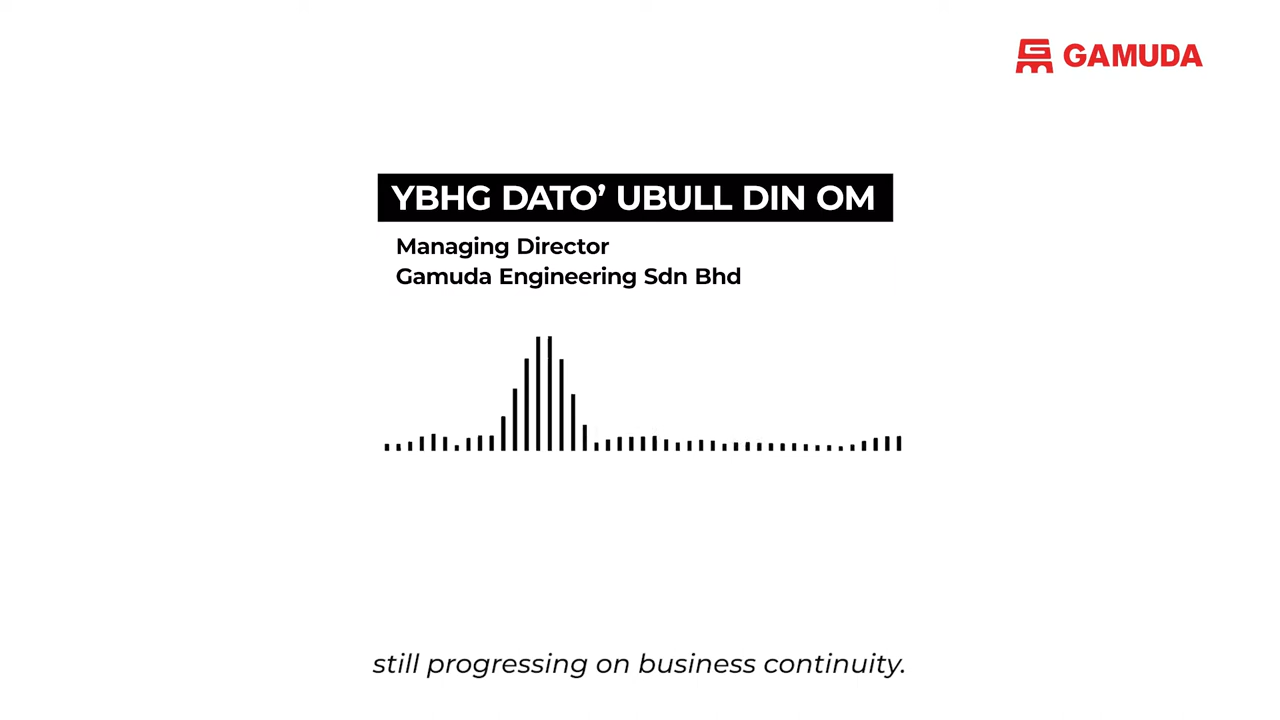 GAMUDA
YBHG DATO’ UBULL DIN OM
Managing Director
Gamuda Engineering Sdn Bhd
still progressing on business continuity.